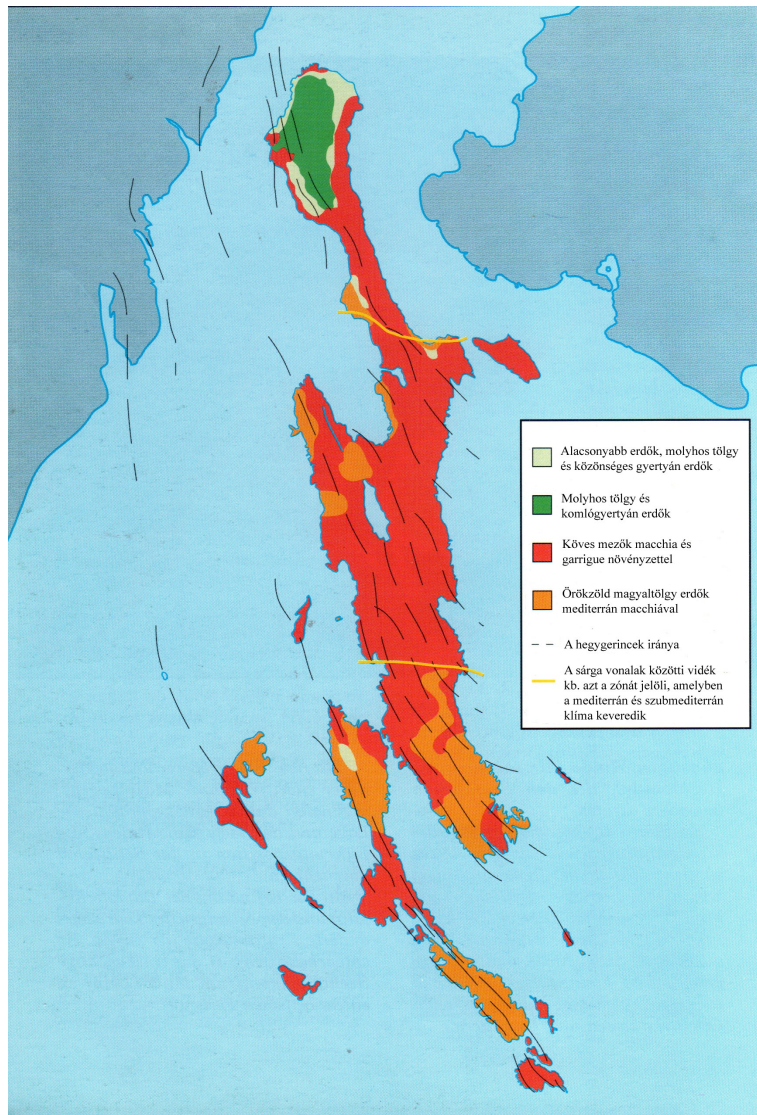 Alacsonyabb erdők, molyhos tölgy
és közönséges gyertyán erdők
Molyhos tölgy és
komlógyertyán erdők
Köves mezők macchia és
garrigue növényzettel
Örökzöld magyaltölgy erdők
mediterrán macchiával
A hegygerincek iránya
A sárga vonalak közötti vidék
kb. azt a zónát jelöli, amelyben
a mediterrán és szubmediterrán
klíma keveredik